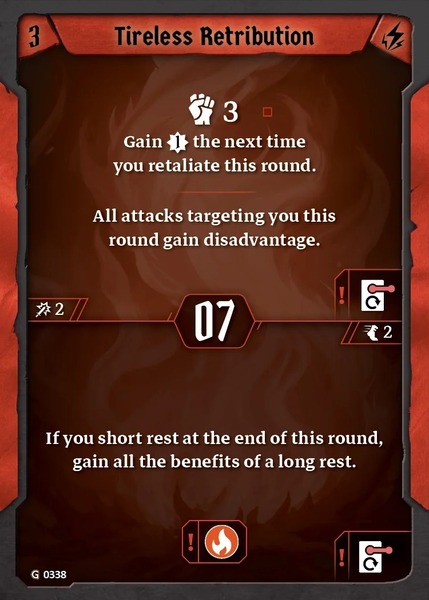 3 Tireless Retribution
3
Gain the next time
you retaliate this round.
All attacks targeting you this
round gain disadvantage.
!
2
07
2
If you short rest at the end of this round,
gain all the benefits of a long rest.
!
!
G 0338